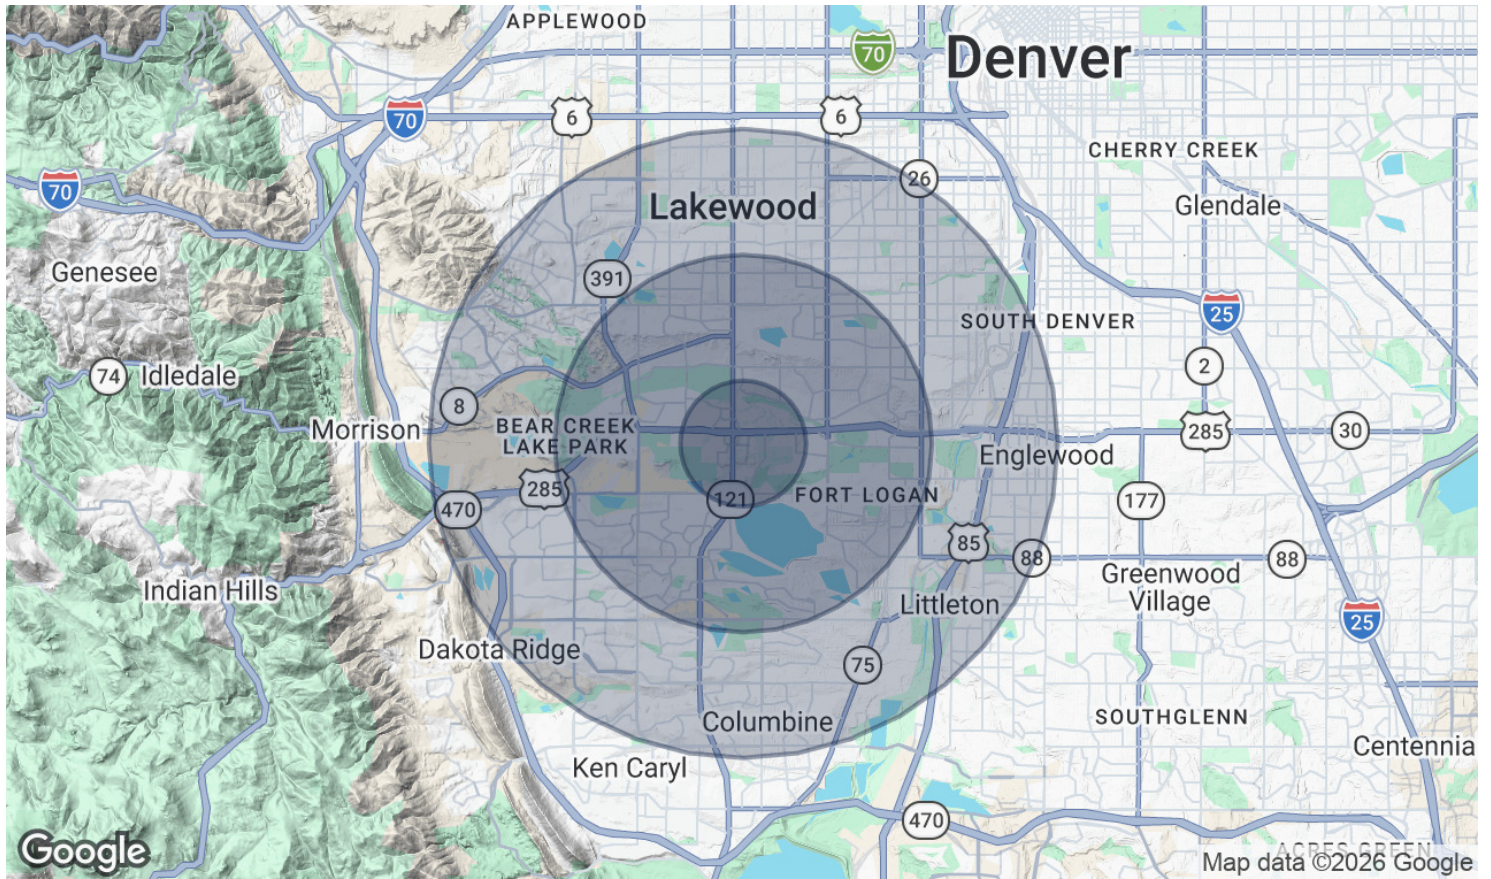 APPLEWOOD
70
Denver
70
6
6
CHERRY CREEK
70
26
Glendale
Lakewood
Genesee
391
25
SOUTH DENVER
74
Idledale
2
8
Morrison
BEAR CREEK
LAKE PARK
285
30
Englewood
285
121
FORT LOGAN
177
470
85
88
88
Greenwood
Village
Indian Hills
Littleton
25
Dakota Ridge
75
Columbine
SOUTHGLENN
Centennia
Ken Caryl
470
Google
ACRES GREEN
Map data ©2026 Google